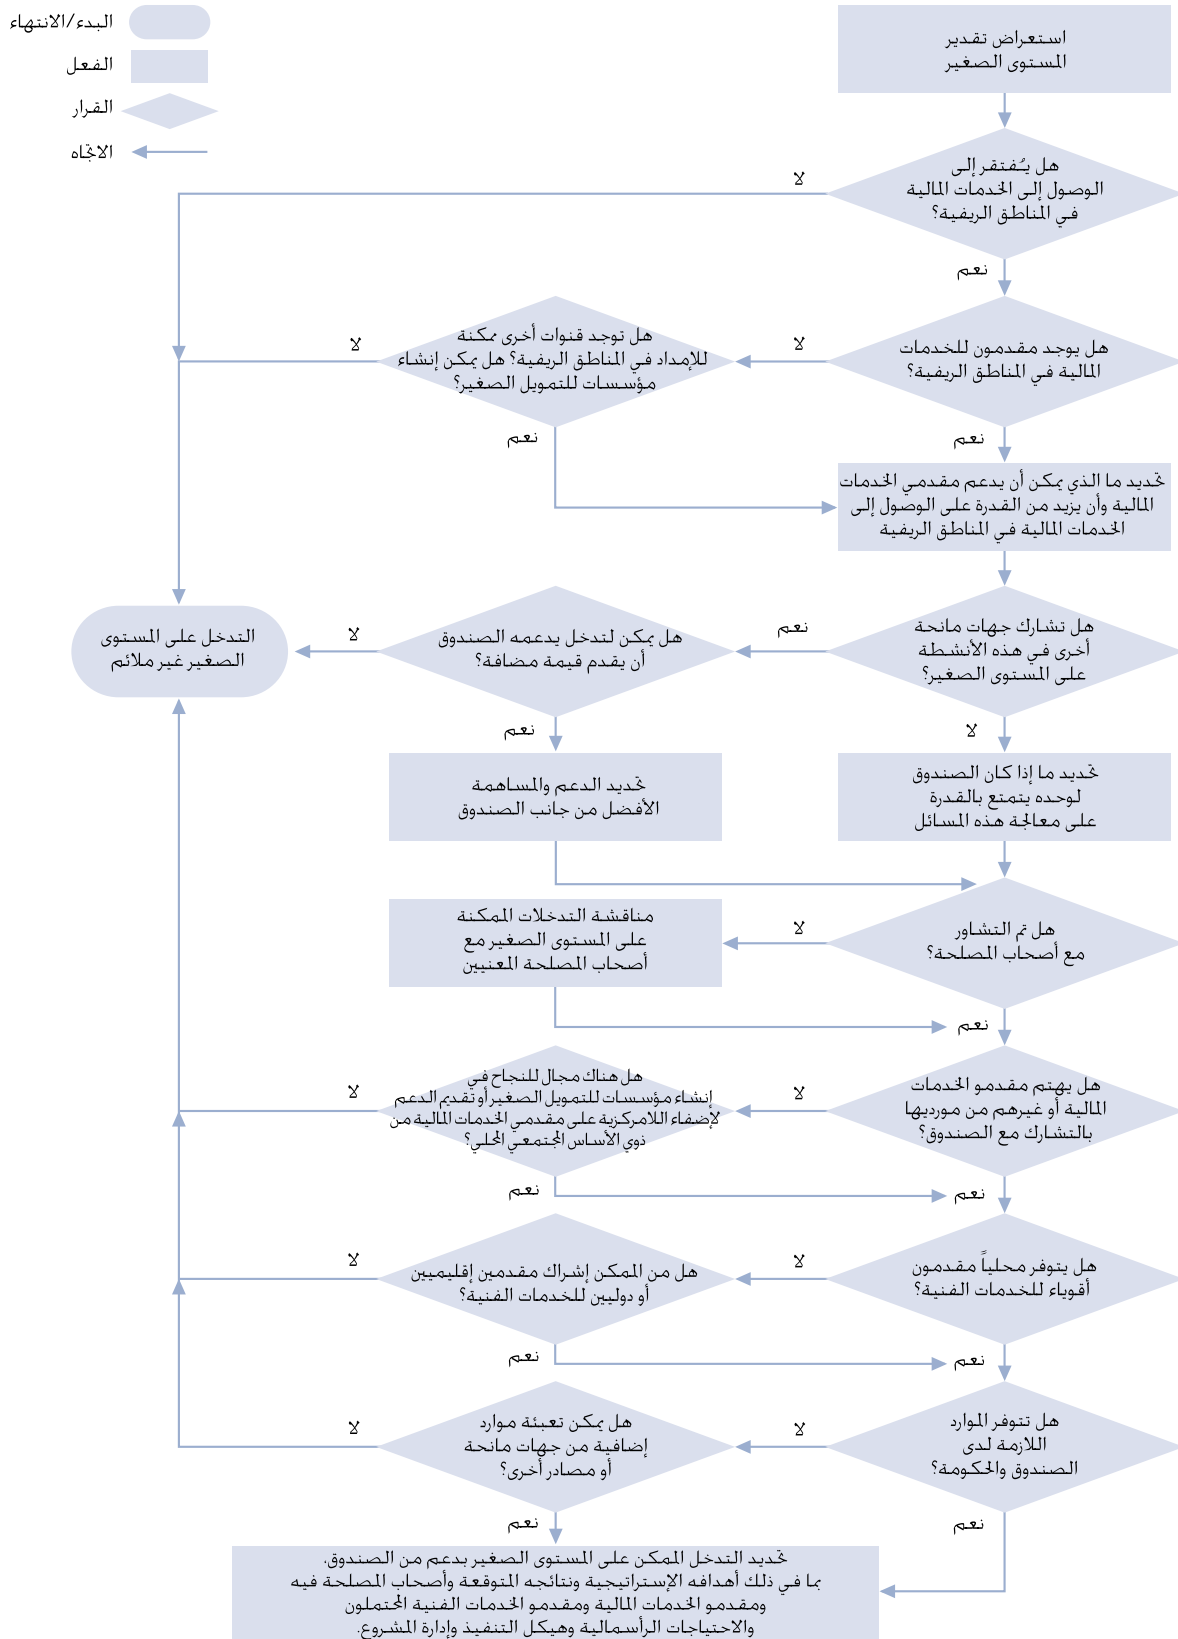 البدء/الانتهاء
الفعل
القرار
الاتجاه
استعراض تقدير
المستوى الصغير
هل يُفتقر إلى
الوصول إلى الخدمات المالية
في المناطق الريفية؟
لا
نعم
هل يوجد مقدمون للخدمات
المالية في المناطق الريفية؟
لا
نعم
هل توجد قنوات أخرى ممكنة
للإمداد في المناطق الريفية؟ هل يمكن إنشاء
مؤسسات للتمويل الصغير؟
لا
نعم
تحديد ما الذي يمكن أن يدعم مقدمي الخدمات
المالية وأن يزيد من القدرة على الوصول إلى
الخدمات المالية في المناطق الريفية
هل تشارك جهات مانحة
أخرى في هذه الأنشطة
على المستوى الصغير؟
نعم
لا
هل يمكن لتدخل يدعمه الصندوق
أن يقدم قيمة مضافة؟
لا
نعم
التدخل على المستوى
الصغير غير ملائم
تحديد ما إذا كان الصندوق
لوحده يتمتع بالقدرة
على معالجة هذه المسائل
تحديد الدعم والمساهمة
الأفضل من جانب الصندوق
هل تم التشاور
مع أصحاب المصلحة؟
لا
نعم
مناقشة التدخلات الممكنة
على المستوى الصغير مع
أصحاب المصلحة المعنيين
هل يهتم مقدمو الخدمات
المالية أو غيرهم من مورديها
بالتشارك مع الصندوق؟
لا
نعم
هل هناك مجال للنجاح في
إنشاء مؤسسات للتمويل الصغير أو تقديم الدعم
لإضفاء اللامركزية على مقدمي الخدمات المالية من
ذوي الأساس المجتمعي المحلي؟
لا
نعم
هل يتوفر محلياً مقدمون
أقوياء للخدمات الفنية؟
لا
نعم
هل من الممكن إشراك مقدمين إقليميين
أو دوليين للخدمات الفنية؟
لا
نعم
هل تتوفر الموارد
اللازمة لدى
الصندوق والحكومة؟
لا
نعم
هل يمكن تعبئة موارد
إضافية من جهات مانحة
أو مصادر أخرى؟
لا
نعم
تحديد التدخل الممكن على المستوى الصغير بدعم من الصندوق،
بما في ذلك أهدافه الإستراتيجية ونتائجه المتوقعة وأصحاب المصلحة فيه
ومقدمو الخدمات المالية ومقدمو الخدمات الفنية المحتملون
والاحتياجات الرأسمالية وهيكل التنفيذ وإدارة المشروع.